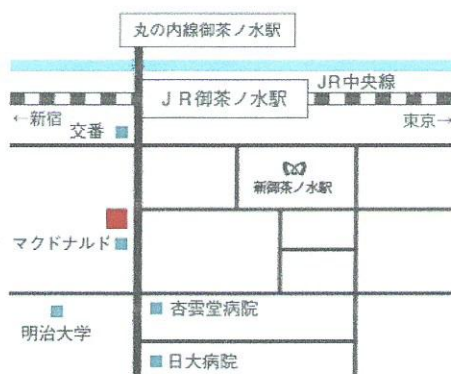 丸の内線御茶ノ水駅
JR中央線
JR御茶ノ水駅
←新宿
東京→
交番
新御茶ノ水駅
マクドナルド
杏雲堂病院
明治大学
日大病院